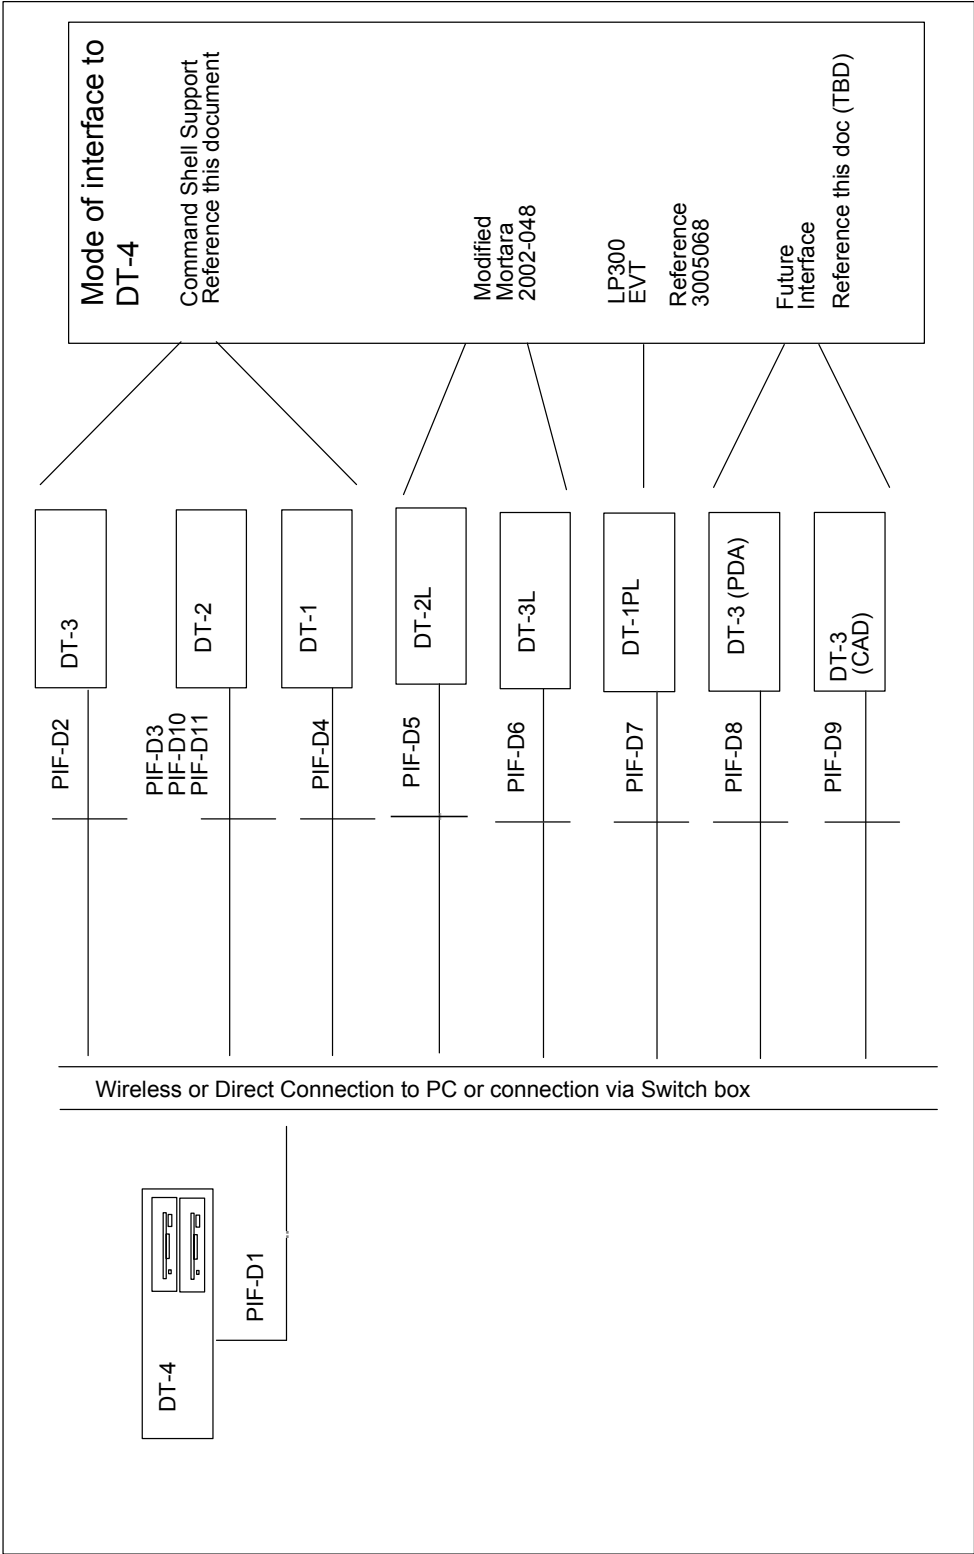 Mode of interface to
DT-4
Command Shell Support
Reference this document
Modified
Mortara
2002-048
LP300
EVT
Reference
3005068
Future
Interface
Reference this doc (TBD)
DT-3
DT-2
DT-1
DT-2L
DT-3L
DT-1PL
DT-3 (PDA)
DT-3
(CAD)
PIF-D2
PIF-D3
PIF-D10
PIF-D11
PIF-D4
PIF-D5
PIF-D6
PIF-D7
PIF-D8
PIF-D9
Wireless or Direct Connection to PC or connection via Switch box
PIF-D1
DT-4